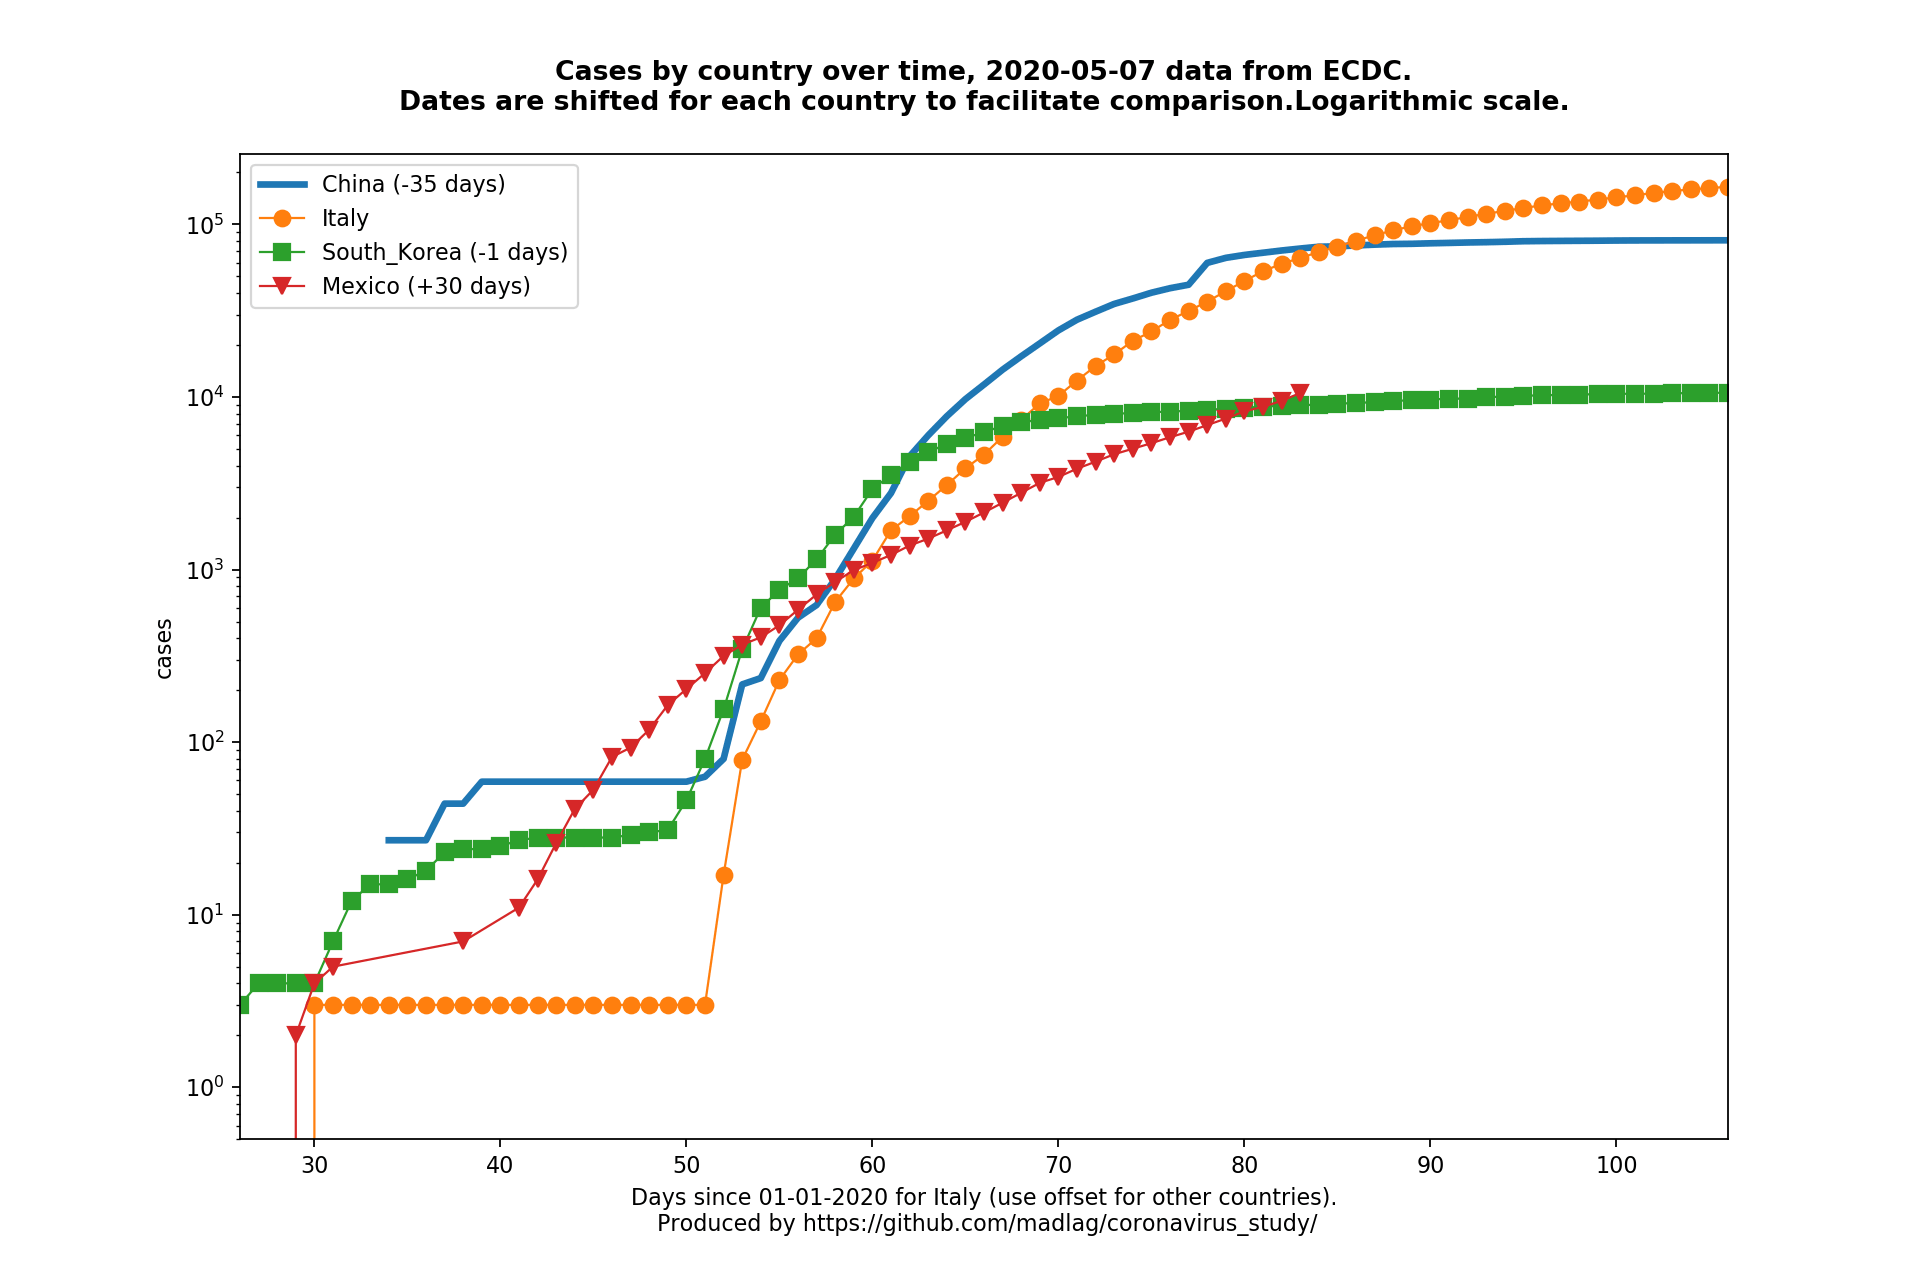 Cases by country over time, 2020-05-07 data from ECDC.
Dates are shifted for each country to facilitate comparison.Logarithmic scale.
China (-35 days)
Italy
South_Korea (-1 days)
Mexico (+30 days)
10^5
10^4
10^3
10^2
10^1
10^0
cases
30 40 50 60 70 80 90 100
Days since 01-01-2020 for Italy (use offset for other countries).
Produced by https://github.com/madlag/coronavirus_study/